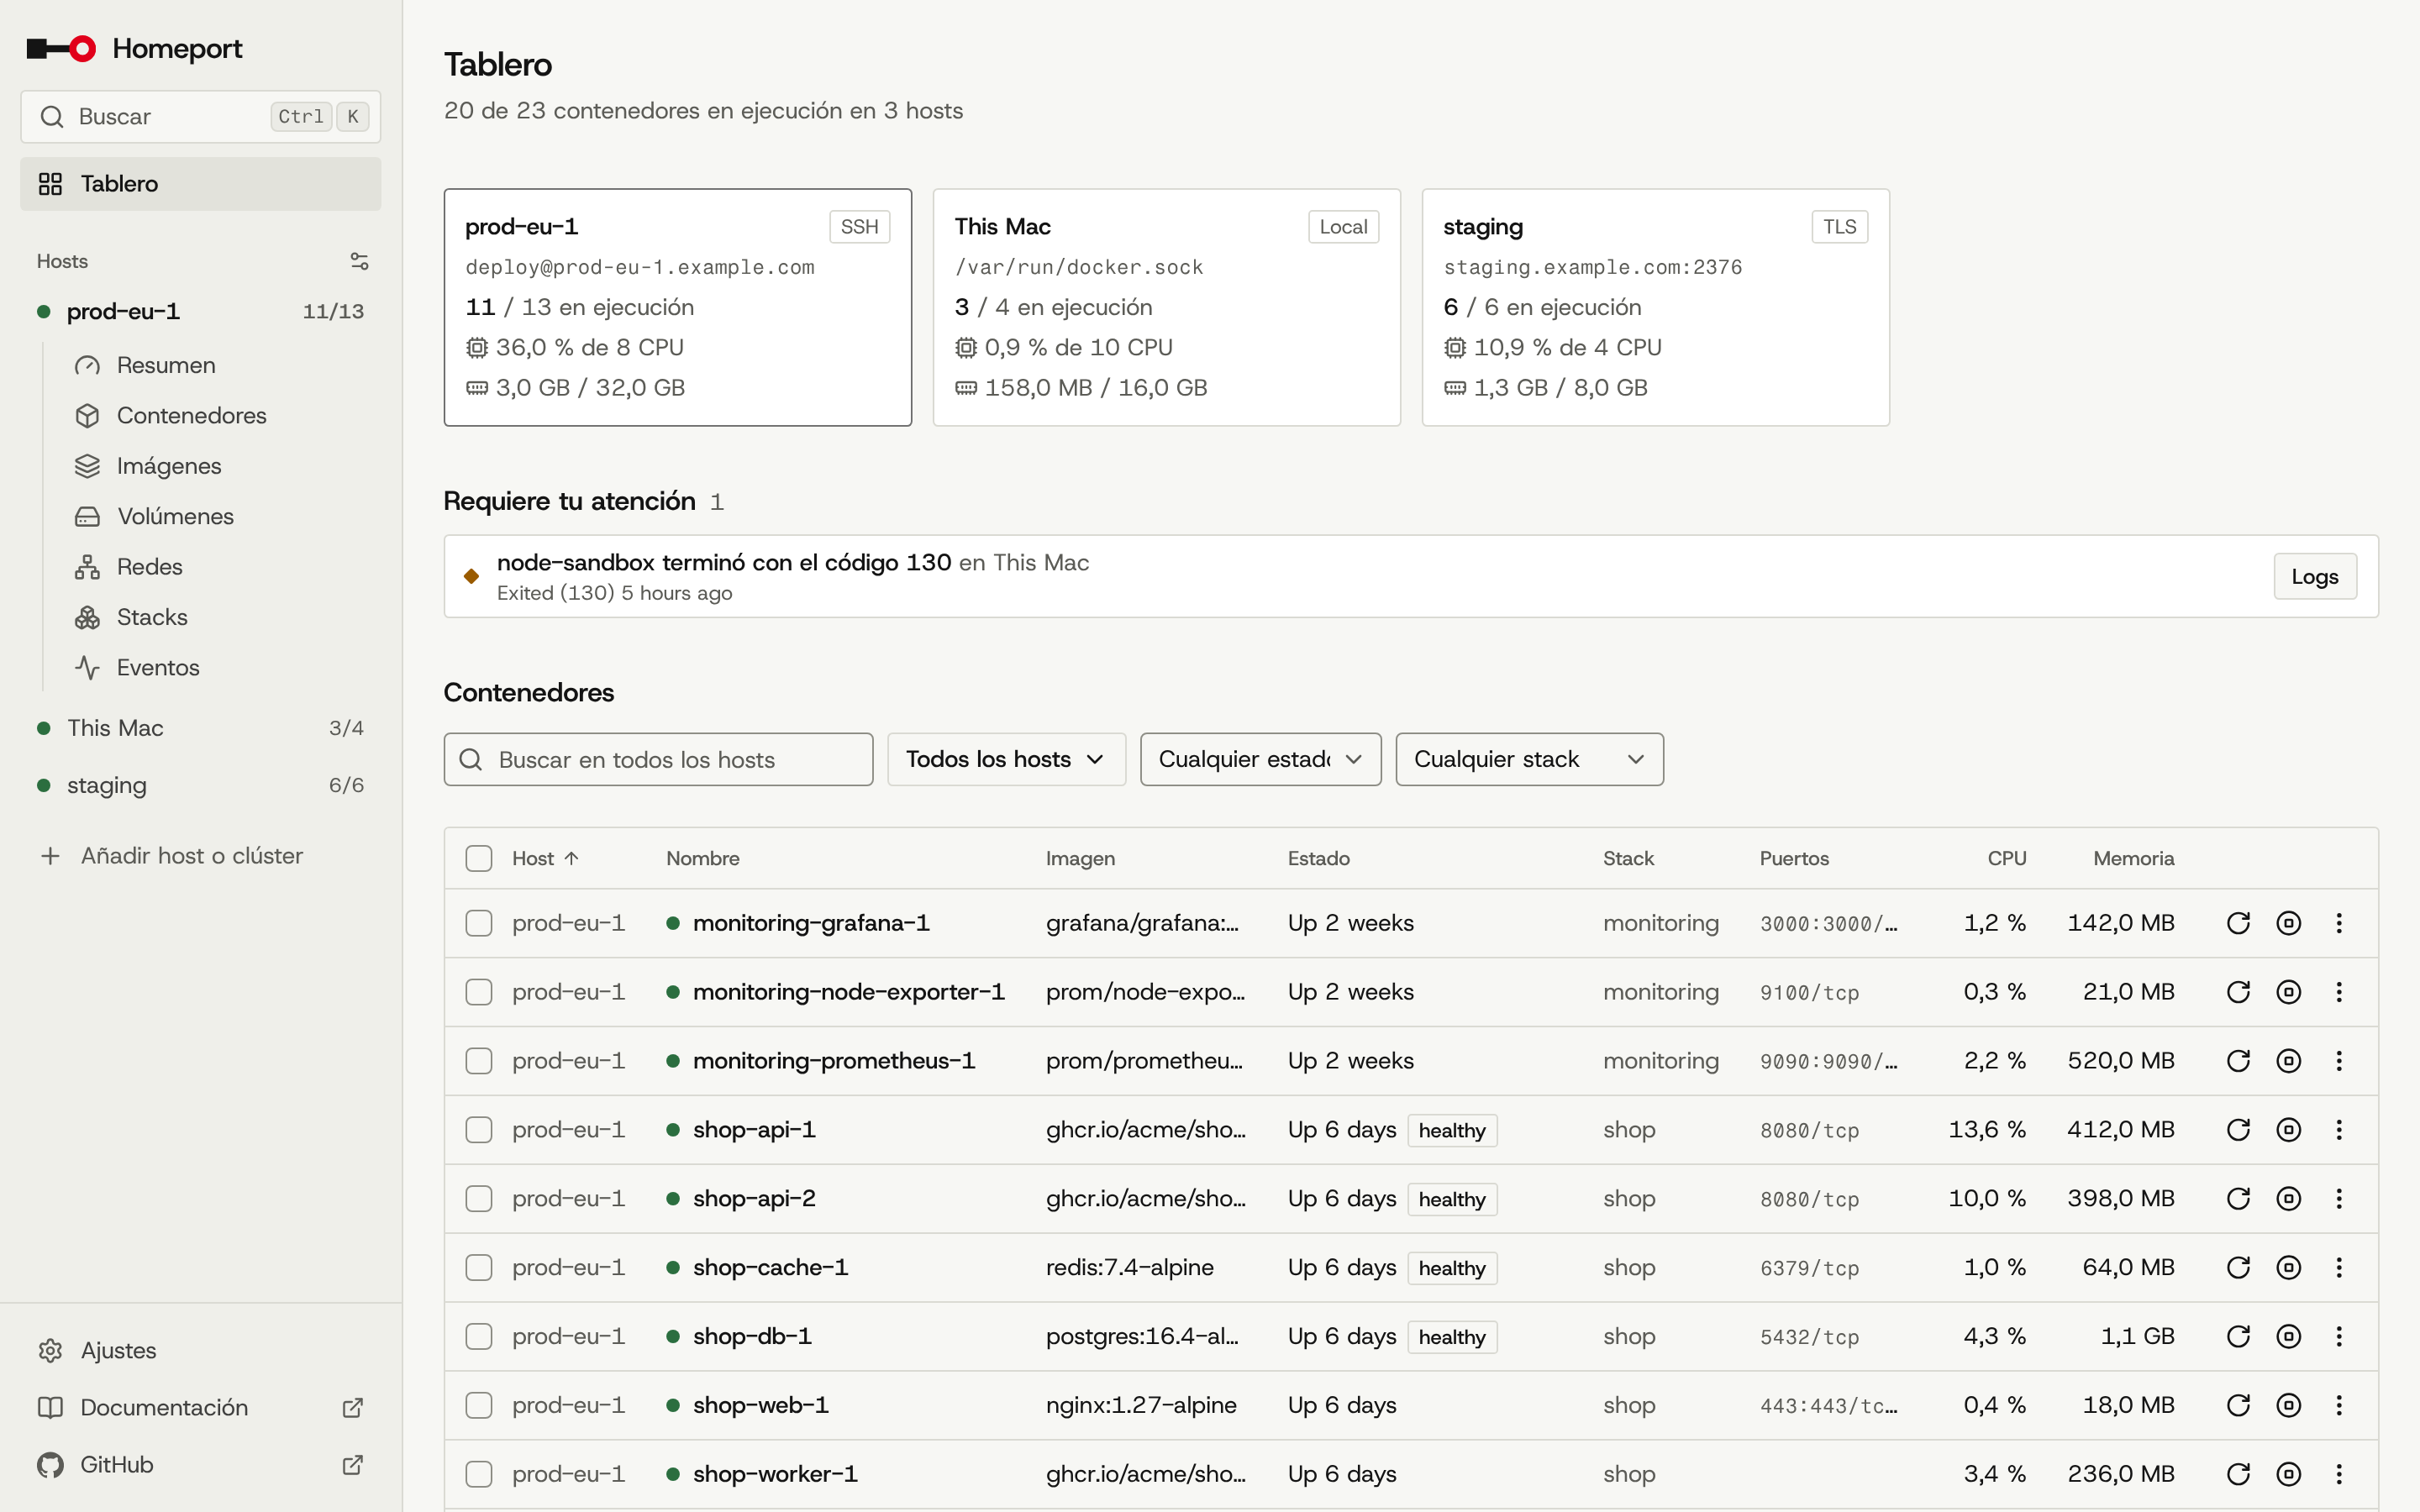 Homeport
Buscar Ctrl K
Tablero
Hosts
prod-eu-1 11/13
Resumen
Contenedores
Imágenes
Volúmenes
Redes
Stacks
Eventos
This Mac 3/4
staging 6/6
Añadir host o clúster
Ajustes
Documentación
GitHub
Tablero
20 de 23 contenedores en ejecución en 3 hosts
prod-eu-1 SSH
deploy@prod-eu-1.example.com
11 / 13 en ejecución
36,0 % de 8 CPU
3,0 GB / 32,0 GB
This Mac Local
/var/run/docker.sock
3 / 4 en ejecución
0,9 % de 10 CPU
158,0 MB / 16,0 GB
staging TLS
staging.example.com:2376
6 / 6 en ejecución
10,9 % de 4 CPU
1,3 GB / 8,0 GB
Requiere tu atención 1
node-sandbox terminó con el código 130 en This Mac
Exited (130) 5 hours ago
Logs
Contenedores
Buscar en todos los hosts Todos los hosts Cualquier estado Cualquier stack
Host Nombre Imagen Estado Stack Puertos CPU Memoria
prod-eu-1 monitoring-grafana-1 grafana/grafana:... Up 2 weeks monitoring 3000:3000/... 1,2 % 142,0 MB
prod-eu-1 monitoring-node-exporter-1 prom/node-expo... Up 2 weeks monitoring 9100/tcp 0,3 % 21,0 MB
prod-eu-1 monitoring-prometheus-1 prom/prometheu... Up 2 weeks monitoring 9090:9090/... 2,2 % 520,0 MB
prod-eu-1 shop-api-1 ghcr.io/acme/sho... Up 6 days healthy shop 8080/tcp 13,6 % 412,0 MB
prod-eu-1 shop-api-2 ghcr.io/acme/sho... Up 6 days healthy shop 8080/tcp 10,0 % 398,0 MB
prod-eu-1 shop-cache-1 redis:7.4-alpine Up 6 days healthy shop 6379/tcp 1,0 % 64,0 MB
prod-eu-1 shop-db-1 postgres:16.4-al... Up 6 days healthy shop 5432/tcp 4,3 % 1,1 GB
prod-eu-1 shop-web-1 nginx:1.27-alpine Up 6 days shop 443:443/tc... 0,4 % 18,0 MB
prod-eu-1 shop-worker-1 ghcr.io/acme/sho... Up 6 days shop 3,4 % 236,0 MB